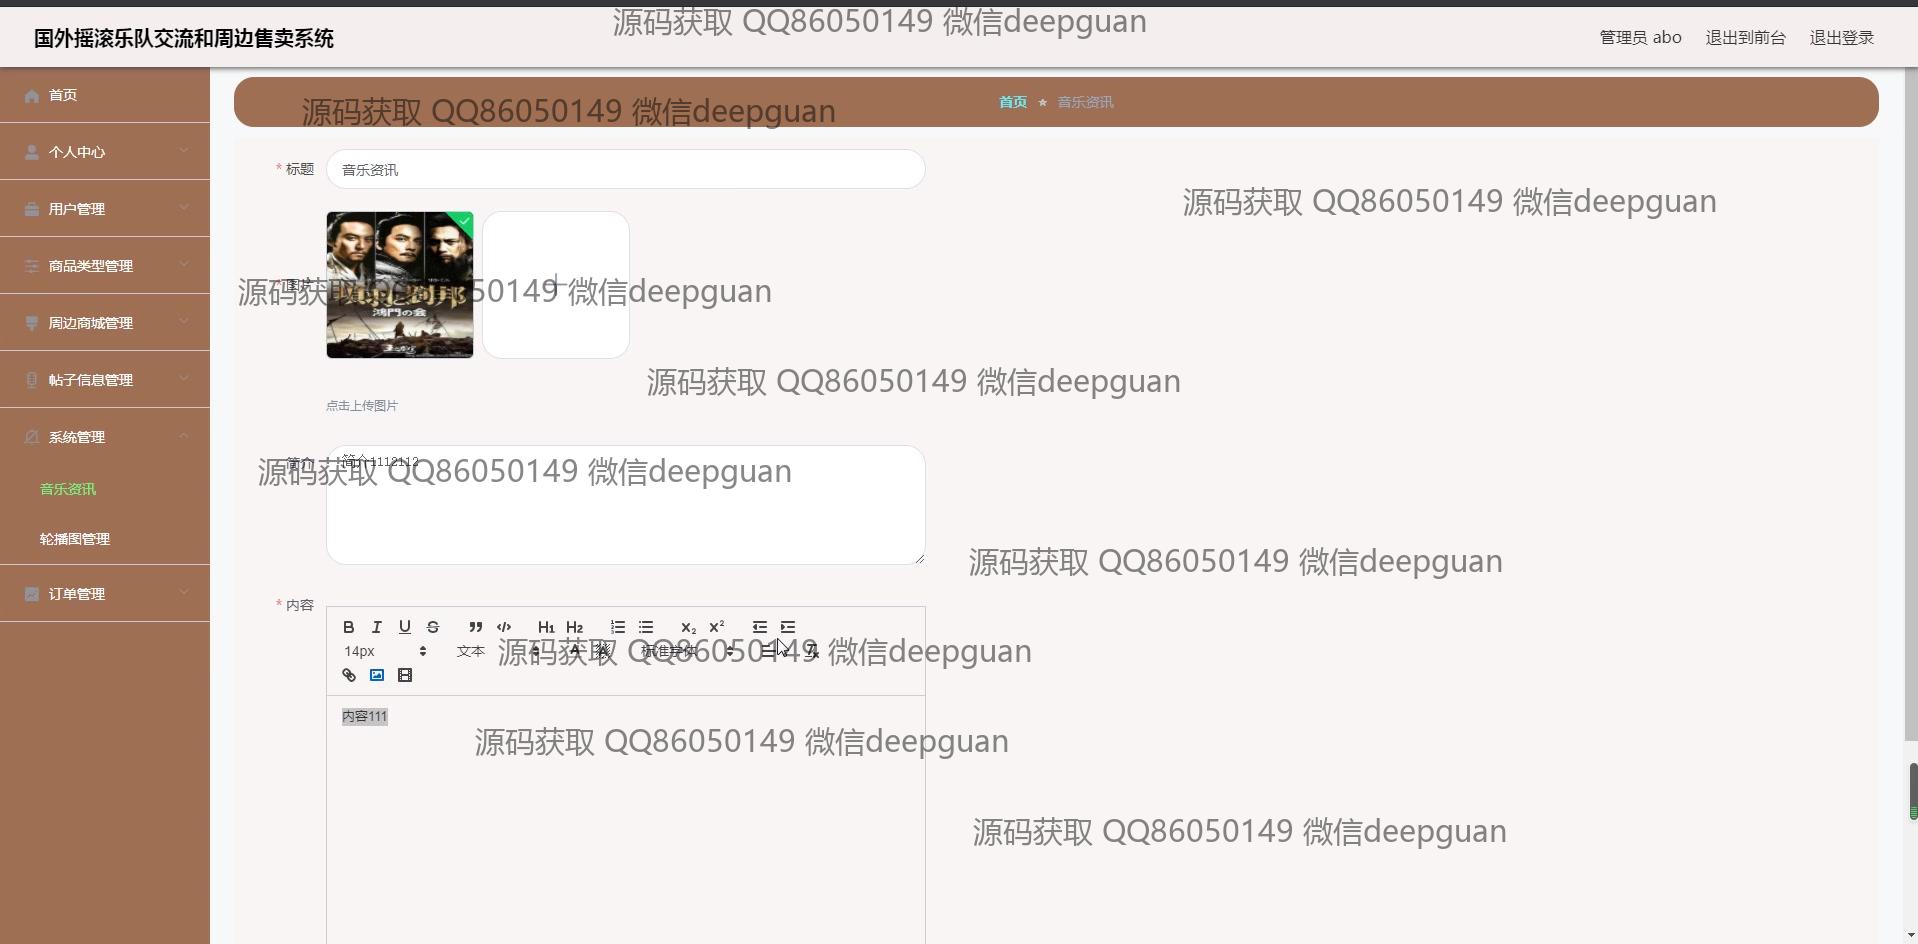 源码获取 QQ86050149 微信deepguan
国外摇滚乐队交流和周边售卖系统
管理员 abo
退出到前台
退出登录
首页
个人中心
用户管理
商品类型管理
周边商城管理
帖子信息管理
系统管理
音乐资讯
轮播图管理
订单管理
首页 音乐资讯
源码获取 QQ86050149 微信deepguan
* 标题
音乐资讯
源码获取 QQ86050149 微信deepguan
* 图片
鴻門の会
源码获取 QQ86050149 微信deepguan
源码获取 QQ86050149 微信deepguan
点击上传图片
简介
简介1112112
源码获取 QQ86050149 微信deepguan
源码获取 QQ86050149 微信deepguan
* 内容
B I U S H1 H2 X2 X2
14px
文本
标准字体
源码获取 QQ86050149 微信deepguan
内容111
源码获取 QQ86050149 微信deepguan
源码获取 QQ86050149 微信deepguan